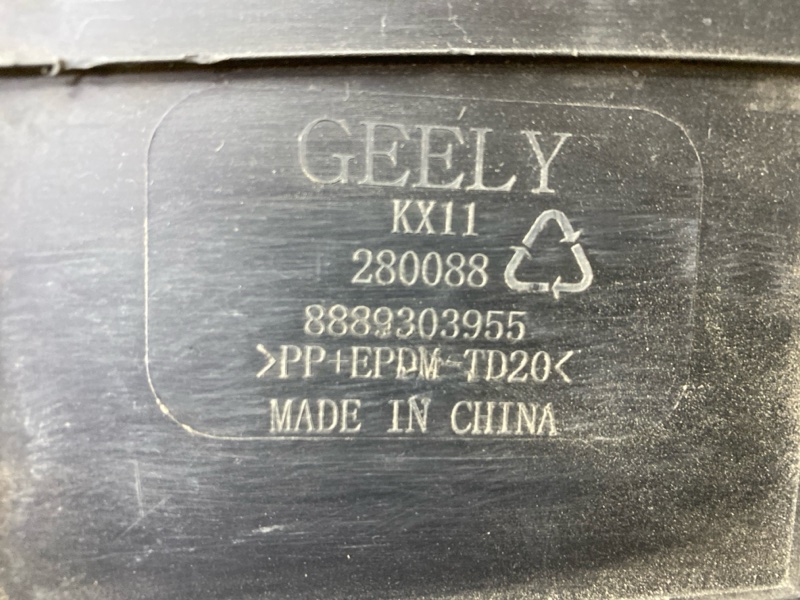 GEELY
KX11
280088
8889303955
>PP+EPDM-TD20<
MADE IN CHINA